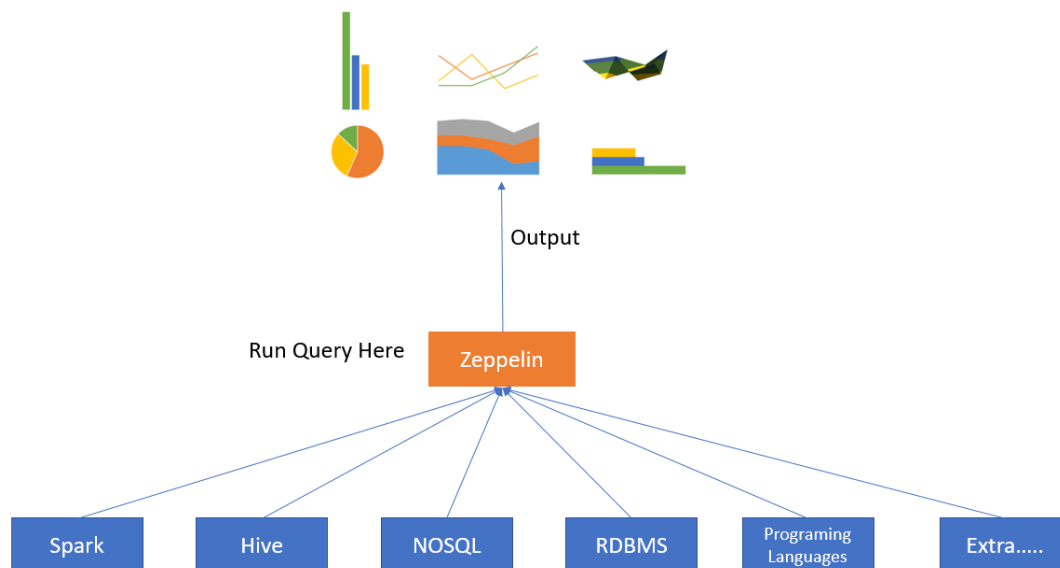 Output
Run Query Here
Zeppelin
Spark
Hive
NOSQL
RDBMS
Programing
Languages
Extra.....